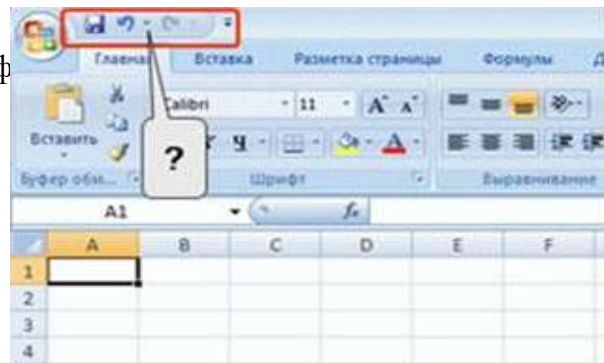 Главная Вставка Разметка страницы Формулы Д
ф
Calibri 11 A A
Вставить Ч A
?
Буфер обм... Шрифт Выравнивание
A1 fx
A B C D E F
1
2
3
4